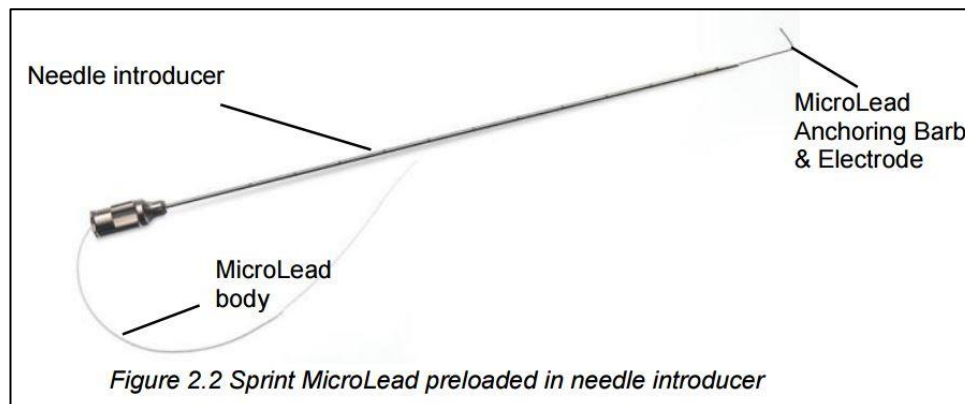 Needle introducer
MicroLead
Anchoring Barb
& Electrode
MicroLead
body
Figure 2.2 Sprint MicroLead preloaded in needle introducer